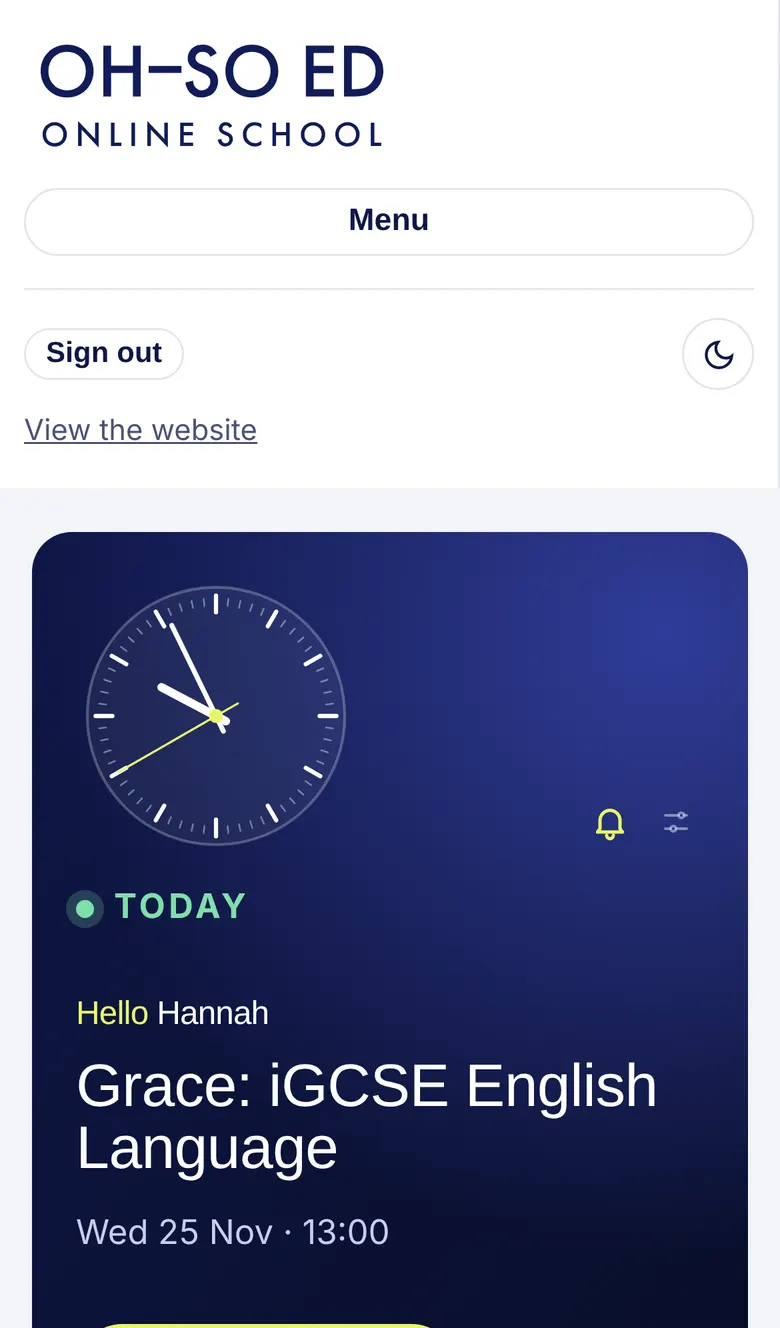 OH–SO ED
ONLINE SCHOOL
Menu
Sign out
View the website
TODAY
Hello Hannah
Grace: iGCSE English
Language
Wed 25 Nov · 13:00